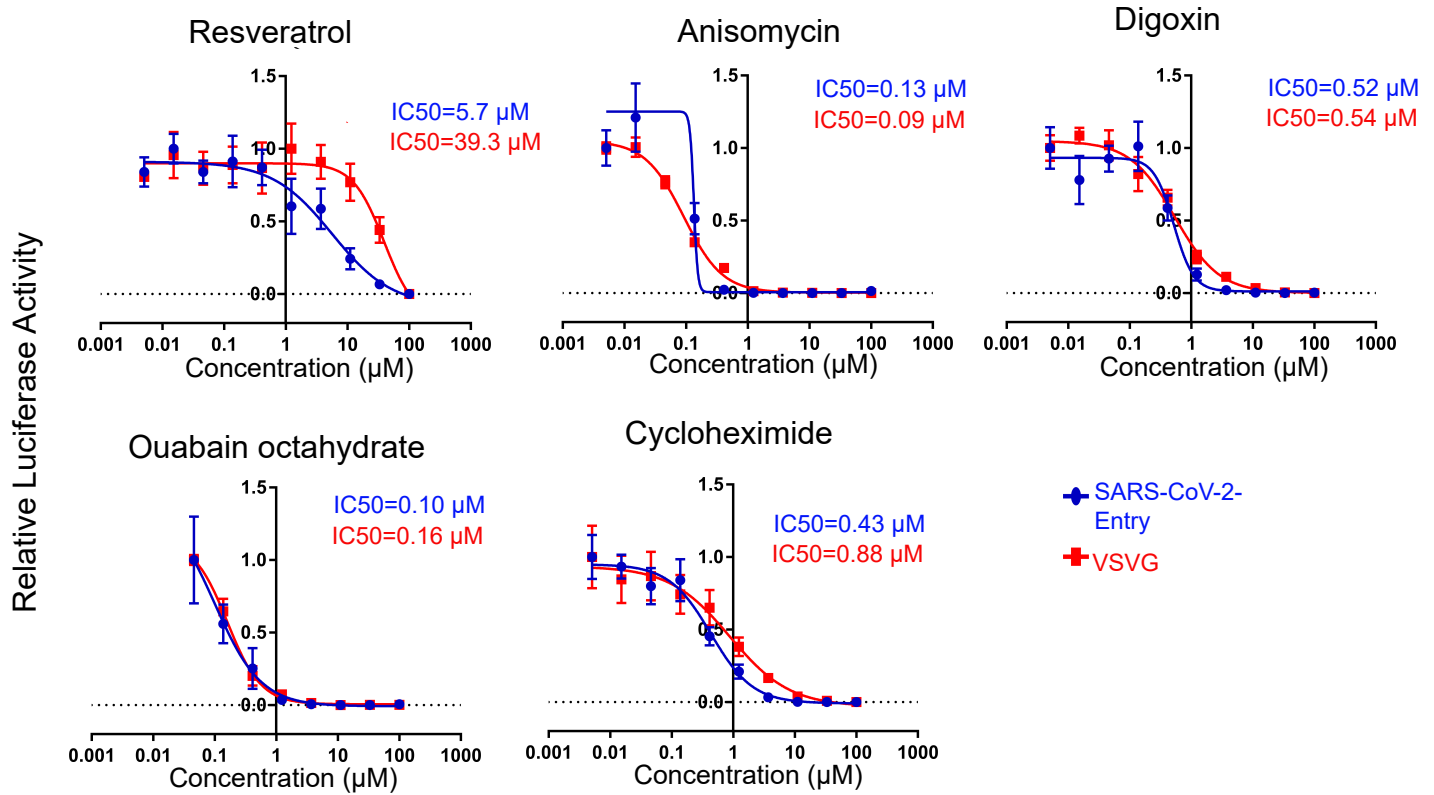 Relative Luciferase Activity
Resveratrol
IC50=5.7 µM
IC50=39.3 µM
1.5
1.0
0.5
0.0
0.001 0.01 0.1 1 10 100 1000
Concentration (µM)
Anisomycin
IC50=0.13 µM
IC50=0.09 µM
1.5
1.0
0.5
0.0
0.001 0.01 0.1 1 10 100 1000
Concentration (µM)
Digoxin
IC50=0.52 µM
IC50=0.54 µM
1.5
1.0
0.5
0.0
0.001 0.01 0.1 1 10 100 1000
Concentration (µM)
Ouabain octahydrate
IC50=0.10 µM
IC50=0.16 µM
1.5
1.0
0.5
0.0
0.001 0.01 0.1 1 10 100 1000
Concentration (µM)
Cycloheximide
IC50=0.43 µM
IC50=0.88 µM
1.5
1.0
0.5
0.0
0.001 0.01 0.1 1 10 100 1000
Concentration (µM)
SARS-CoV-2-
Entry
VSVG